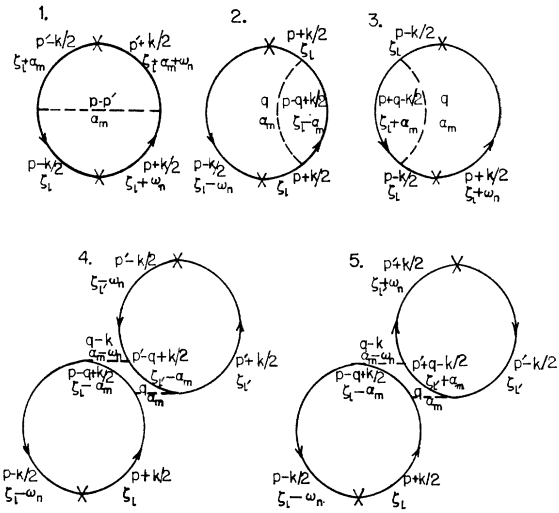 1.
p'-k/2 p'+k/2
ζl+αm ζl+αm+ωn
p-p'
αm
p-k/2 p+k/2
ζl ζl+ωn
2.
p+k/2
ζl
q p-q+k/2
αm ζl-αm
p-k/2 p+k/2
ζl-ωn ζl
3.
p-k/2
ζl
p+q-k/2 q
ζl+αm αm
p-k/2 p+k/2
ζl ζl+ωn
4.
p'-k/2
ζl'-ωn
q-k
αm-ωn p'-q+k/2 p'+k/2
p-q+k/2 ζl'-αm ζl'
ζl-αm q
αm
p-k/2 p+k/2
ζl-ωn ζl
5.
p'+k/2
ζl'+ωn
q-k
αm-ωn p'+q-k/2 p'-k/2
p-q+k/2 ζl'+αm ζl'
ζl-αm q
αm
p-k/2 p+k/2
ζl-ωn. ζl